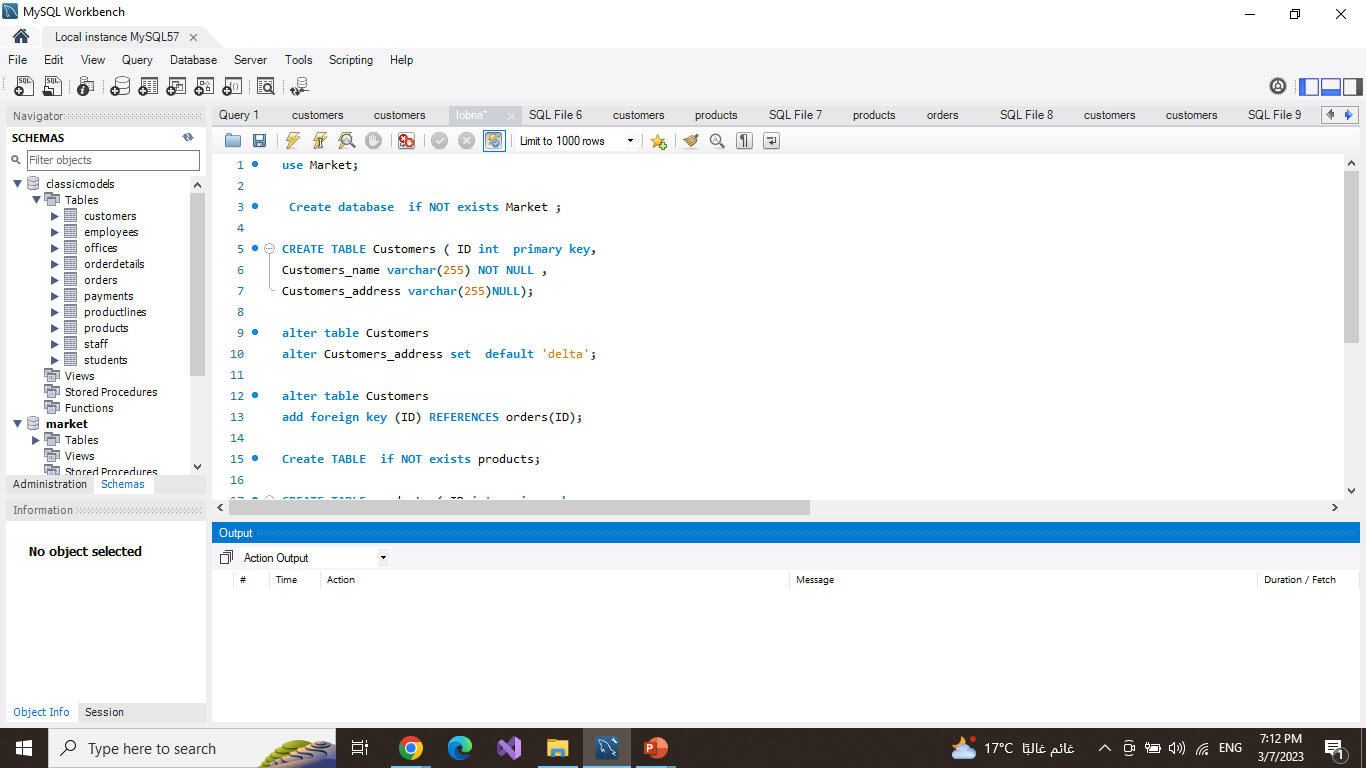 MySQL Workbench
Local instance MySQL57
File Edit View Query Database Server Tools Scripting Help
Navigator
SCHEMAS
Filter objects
classicmodels
Tables
customers
employees
offices
orderdetails
orders
payments
productlines
products
staff
students
Views
Stored Procedures
Functions
market
Tables
Views
Stored Procedures
Administration Schemas
Information
No object selected
Object Info Session
Query 1 customers customers lobna* SQL File 6 customers products SQL File 7 products orders SQL File 8 customers customers SQL File 9
Limit to 1000 rows
1 use Market;
2
3 Create database if NOT exists Market ;
4
5 CREATE TABLE Customers ( ID int primary key,
6 Customers_name varchar(255) NOT NULL ,
7 Customers_address varchar(255)NULL);
8
9 alter table Customers
10 alter Customers_address set default 'delta';
11
12 alter table Customers
13 add foreign key (ID) REFERENCES orders(ID);
14
15 Create TABLE if NOT exists products;
16
Output
Action Output
# Time Action Message Duration / Fetch
Type here to search
17°C غائم غالبًا
ENG
7:12 PM
3/7/2023
1